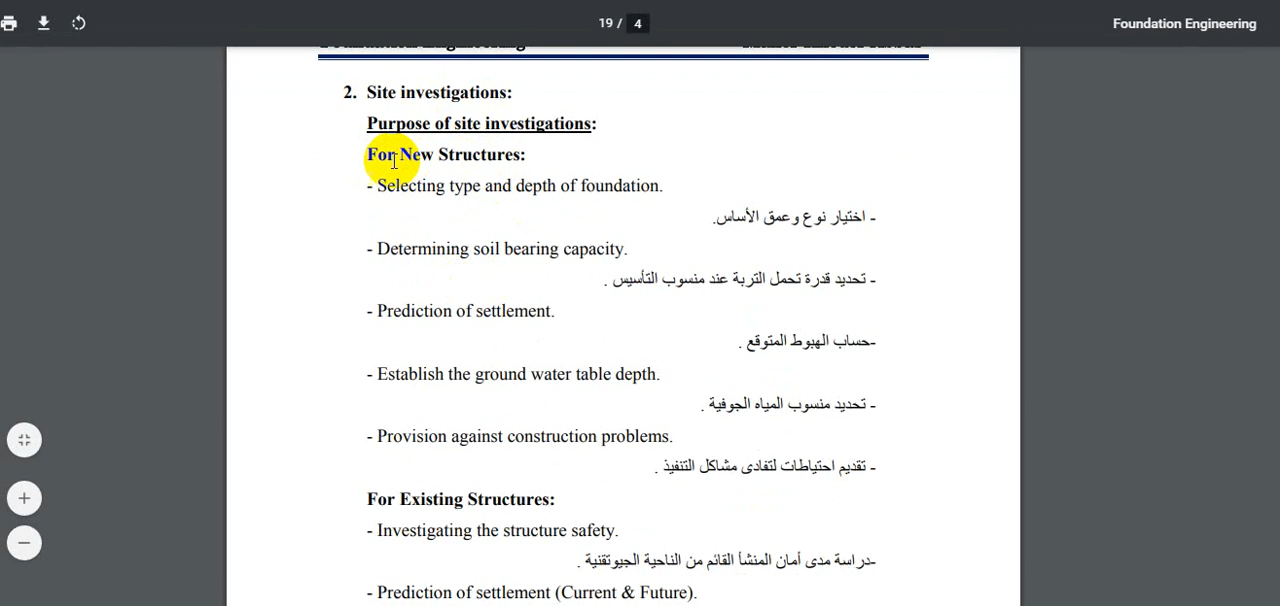 19 / 4
Foundation Engineering
2. Site investigations:
Purpose of site investigations:
For New Structures:
- Selecting type and depth of foundation.
- اختيار نوع وعمق الأساس.
- Determining soil bearing capacity.
- تحديد قدرة تحمل التربة عند منسوب التأسيس .
- Prediction of settlement.
-حساب الهبوط المتوقع .
- Establish the ground water table depth.
- تحديد منسوب المياه الجوفية .
- Provision against construction problems.
- تقديم احتياطات لتفادى مشاكل التنفيذ .
For Existing Structures:
- Investigating the structure safety.
-دراسة مدى أمان المنشأ القائم من الناحية الجيوتقنية .
- Prediction of settlement (Current & Future).